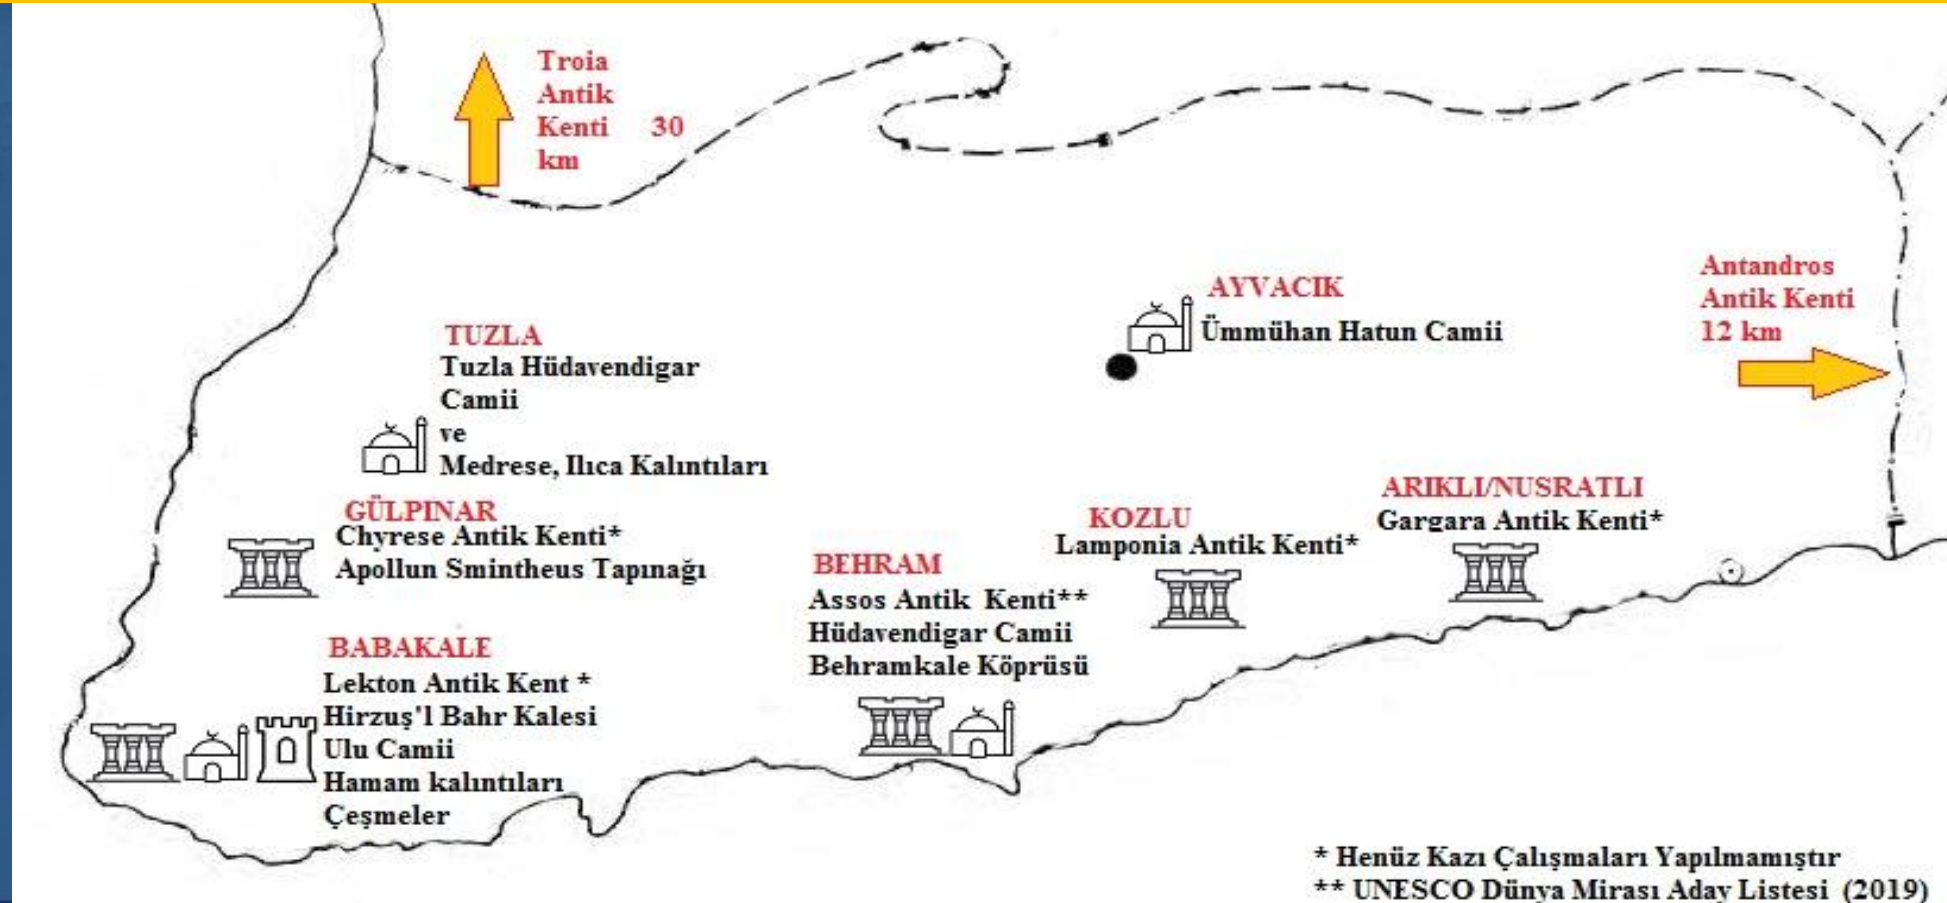 Troia
Antik
Kenti 30
km
AYVACIK
Ümmühan Hatun Camii
Antandros
Antik Kenti
12 km
TUZLA
Tuzla Hüdavendigar
Camii
ve
Medrese, Ilıca Kalıntıları
GÜLPINAR
Chyrese Antik Kenti*
Apollun Smintheus Tapınağı
BABAKALE
Lekton Antik Kent *
Hirzuş'l Bahr Kalesi
Ulu Camii
Hamam kalıntıları
Çeşmeler
BEHRAM
Assos Antik Kenti**
Hüdavendigar Camii
Behramkale Köprüsü
KOZLU
Lamponia Antik Kenti*
ARIKLI/NUSRATLI
Gargara Antik Kenti*
* Henüz Kazı Çalışmaları Yapılmamıştır
** UNESCO Dünya Mirası Aday Listesi (2019)